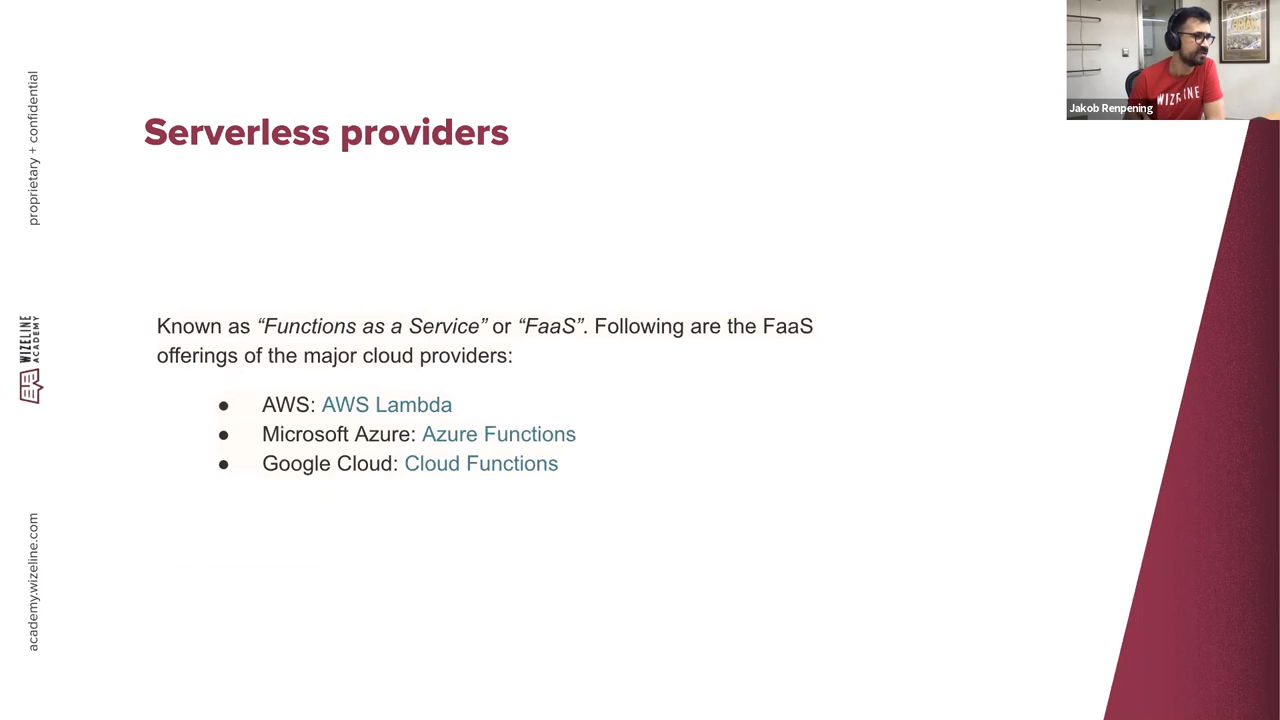 Serverless providers
Known as “Functions as a Service” or “FaaS”. Following are the FaaS
offerings of the major cloud providers:
● AWS: AWS Lambda
● Microsoft Azure: Azure Functions
● Google Cloud: Cloud Functions
proprietary + confidential
WIZELINE
ACADEMY
academy.wizeline.com
WIZELINE
Jakob Renpening